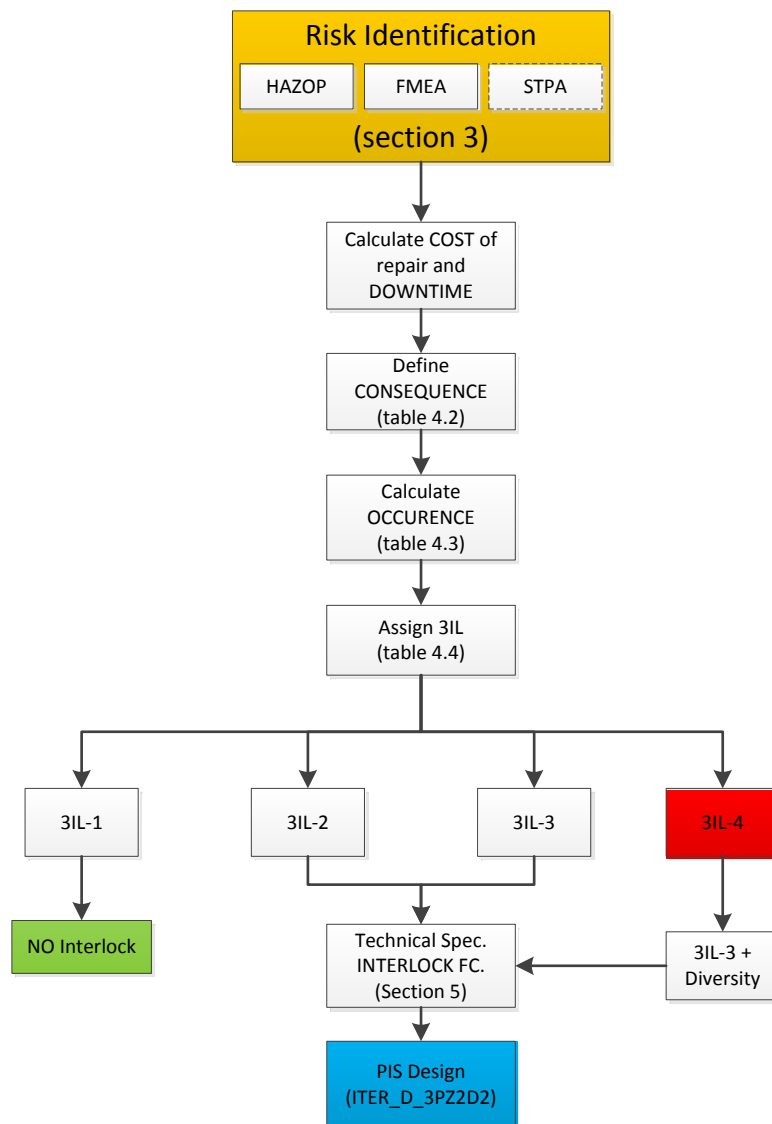 Risk Identification
HAZOP
FMEA
STPA
(section 3)
Calculate COST of
repair and
DOWNTIME
Define
CONSEQUENCE
(table 4.2)
Calculate
OCCURENCE
(table 4.3)
Assign 3IL
(table 4.4)
3IL-1
3IL-2
3IL-3
3IL-4
NO Interlock
Technical Spec.
INTERLOCK FC.
(Section 5)
3IL-3 +
Diversity
PIS Design
(ITER_D_3PZ2D2)